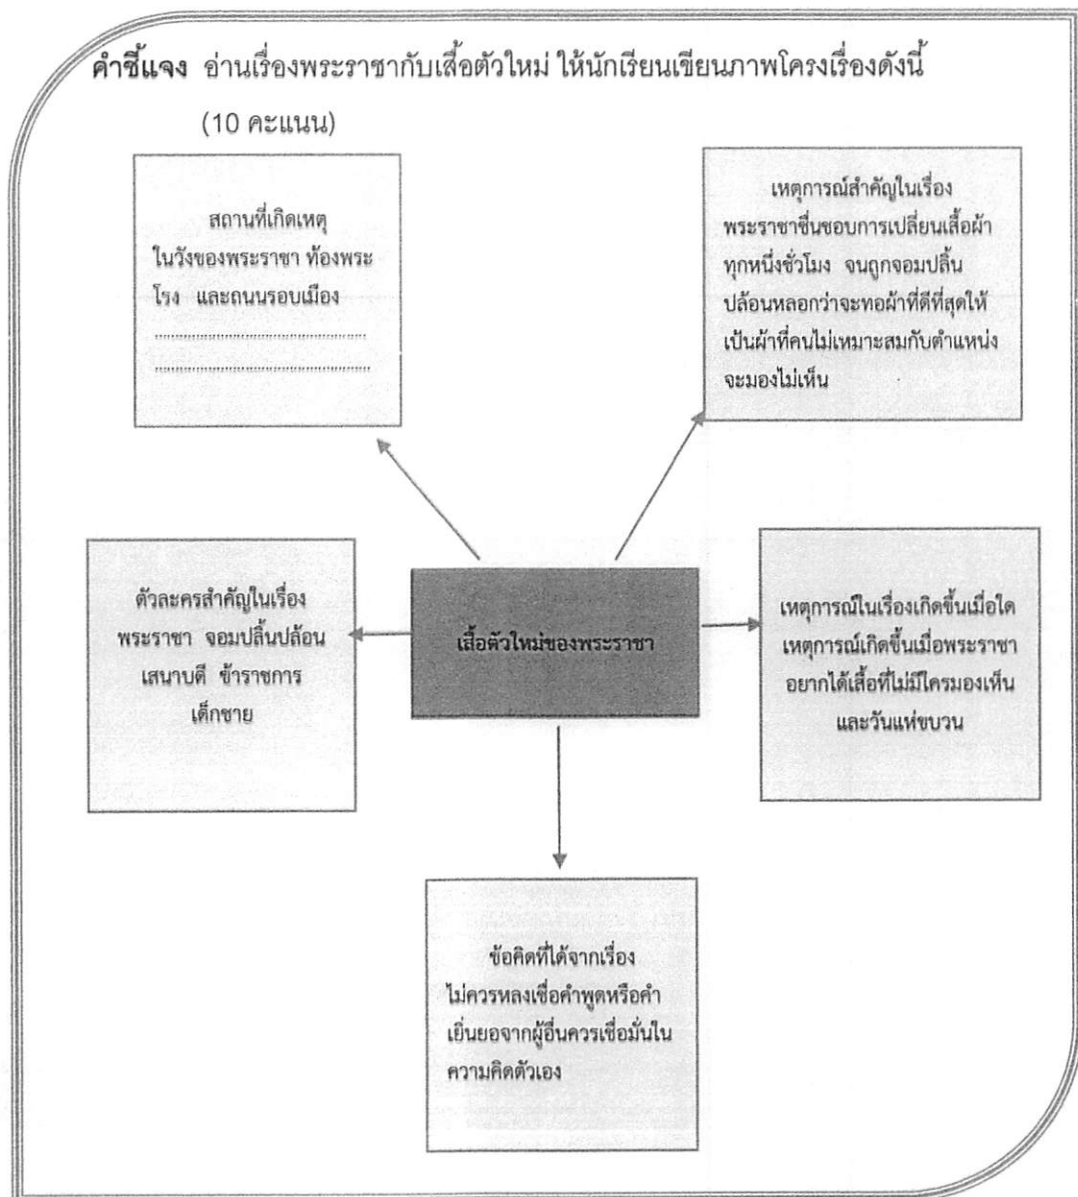 คำชี้แจง อ่านเรื่องพระราชากับเสื้อตัวใหม่ ให้นักเรียนเขียนภาพโครงเรื่องดังนี้
(10 คะแนน)
สถานที่เกิดเหตุ
ในวังของพระราชา ท้องพระ
โรง และถนนรอบเมือง
......................................................
......................................................
เหตุการณ์สำคัญในเรื่อง
พระราชาชื่นชอบการเปลี่ยนเสื้อผ้า
ทุกหนึ่งชั่วโมง จนถูกจอมปลิ้น
ปล้อนหลอกว่าจะทอผ้าที่ดีที่สุดให้
เป็นผ้าที่คนไม่เหมาะสมกับตำแหน่ง
จะมองไม่เห็น
ตัวละครสำคัญในเรื่อง
พระราชา จอมปลิ้นปล้อน
เสนาบดี ข้าราชการ
เด็กชาย
เสื้อตัวใหม่ของพระราชา
เหตุการณ์ในเรื่องเกิดขึ้นเมื่อใด
เหตุการณ์เกิดขึ้นเมื่อพระราชา
อยากได้เสื้อที่ไม่มีใครมองเห็น
และวันแห่ขบวน
ข้อคิดที่ได้จากเรื่อง
ไม่ควรหลงเชื่อคำพูดหรือคำ
เยิ่นยอจากผู้อื่นควรเชื่อมั่นใน
ความคิดตัวเอง